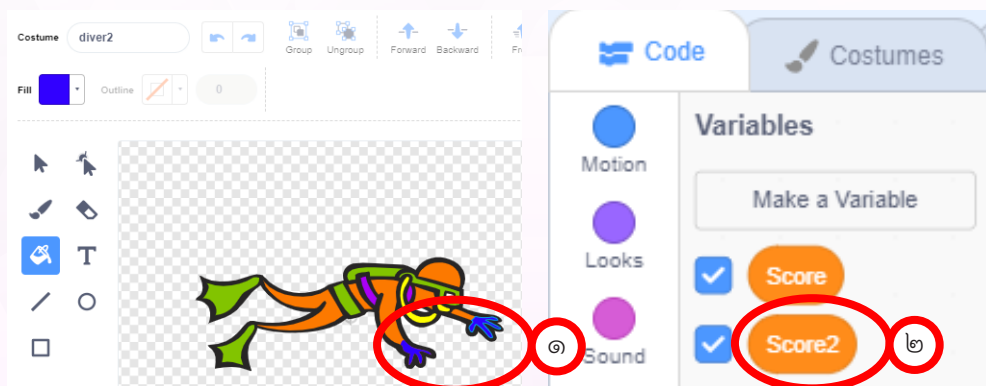 Costume diver2
Group Ungroup Forward Backward Fr
Fill Outline 0
T
๑
Code Costumes
Motion
Looks
Sound
Variables
Make a Variable
Score
Score2 ๒